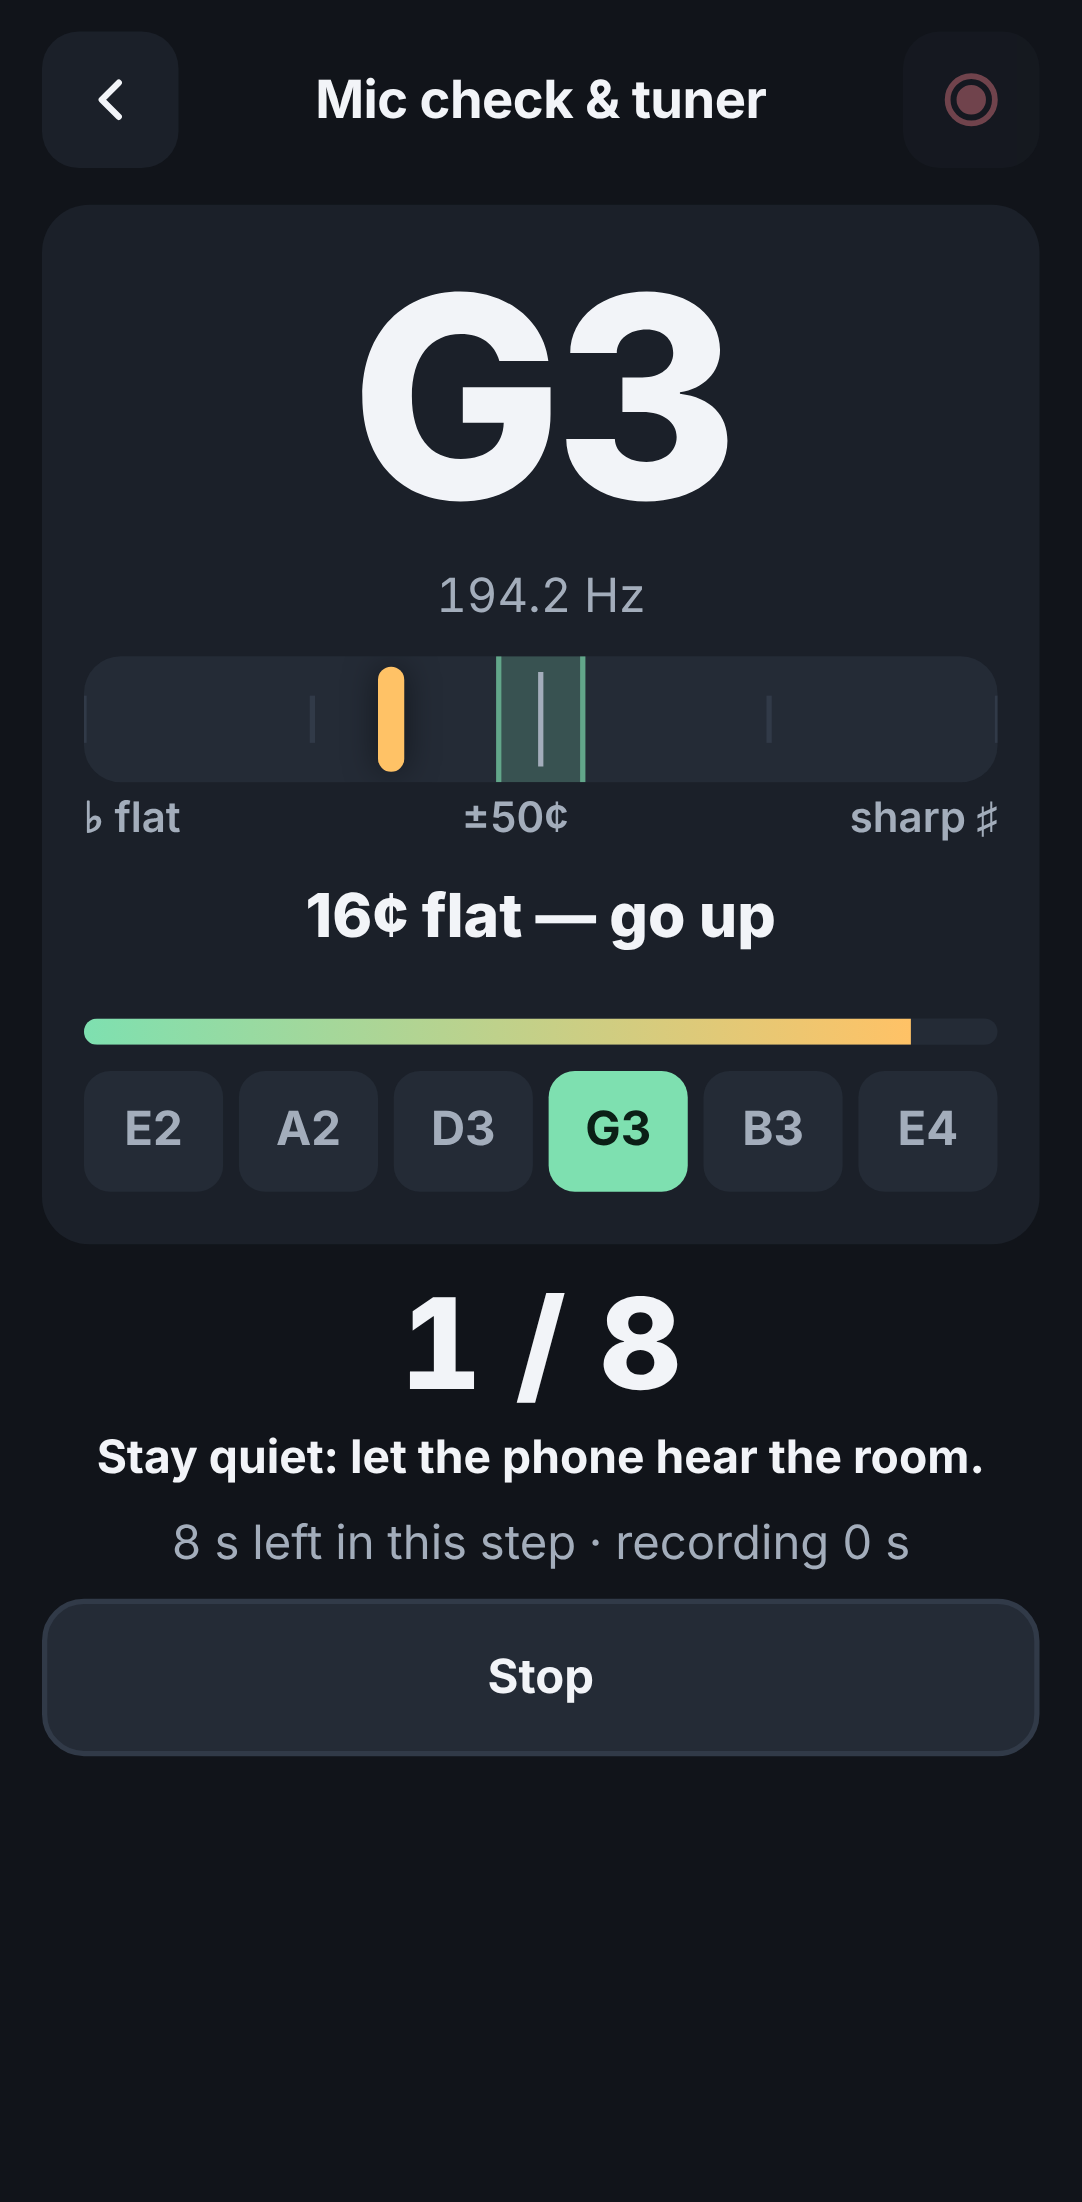 Mic check & tuner
G3
194.2 Hz
♭ flat ±50¢ sharp ♯
16¢ flat — go up
E2 A2 D3 G3 B3 E4
1 / 8
Stay quiet: let the phone hear the room.
8 s left in this step · recording 0 s
Stop